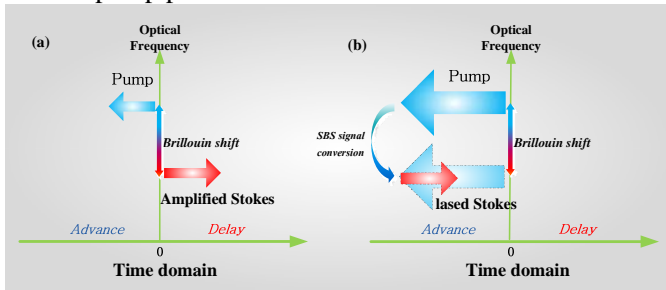 (a)
Optical
Frequency
Pump
Brillouin shift
Amplified Stokes
Advance
Delay
0
Time domain
(b)
Optical
Frequency
Pump
SBS signal
conversion
Brillouin shift
lased Stokes
Advance
Delay
0
Time domain